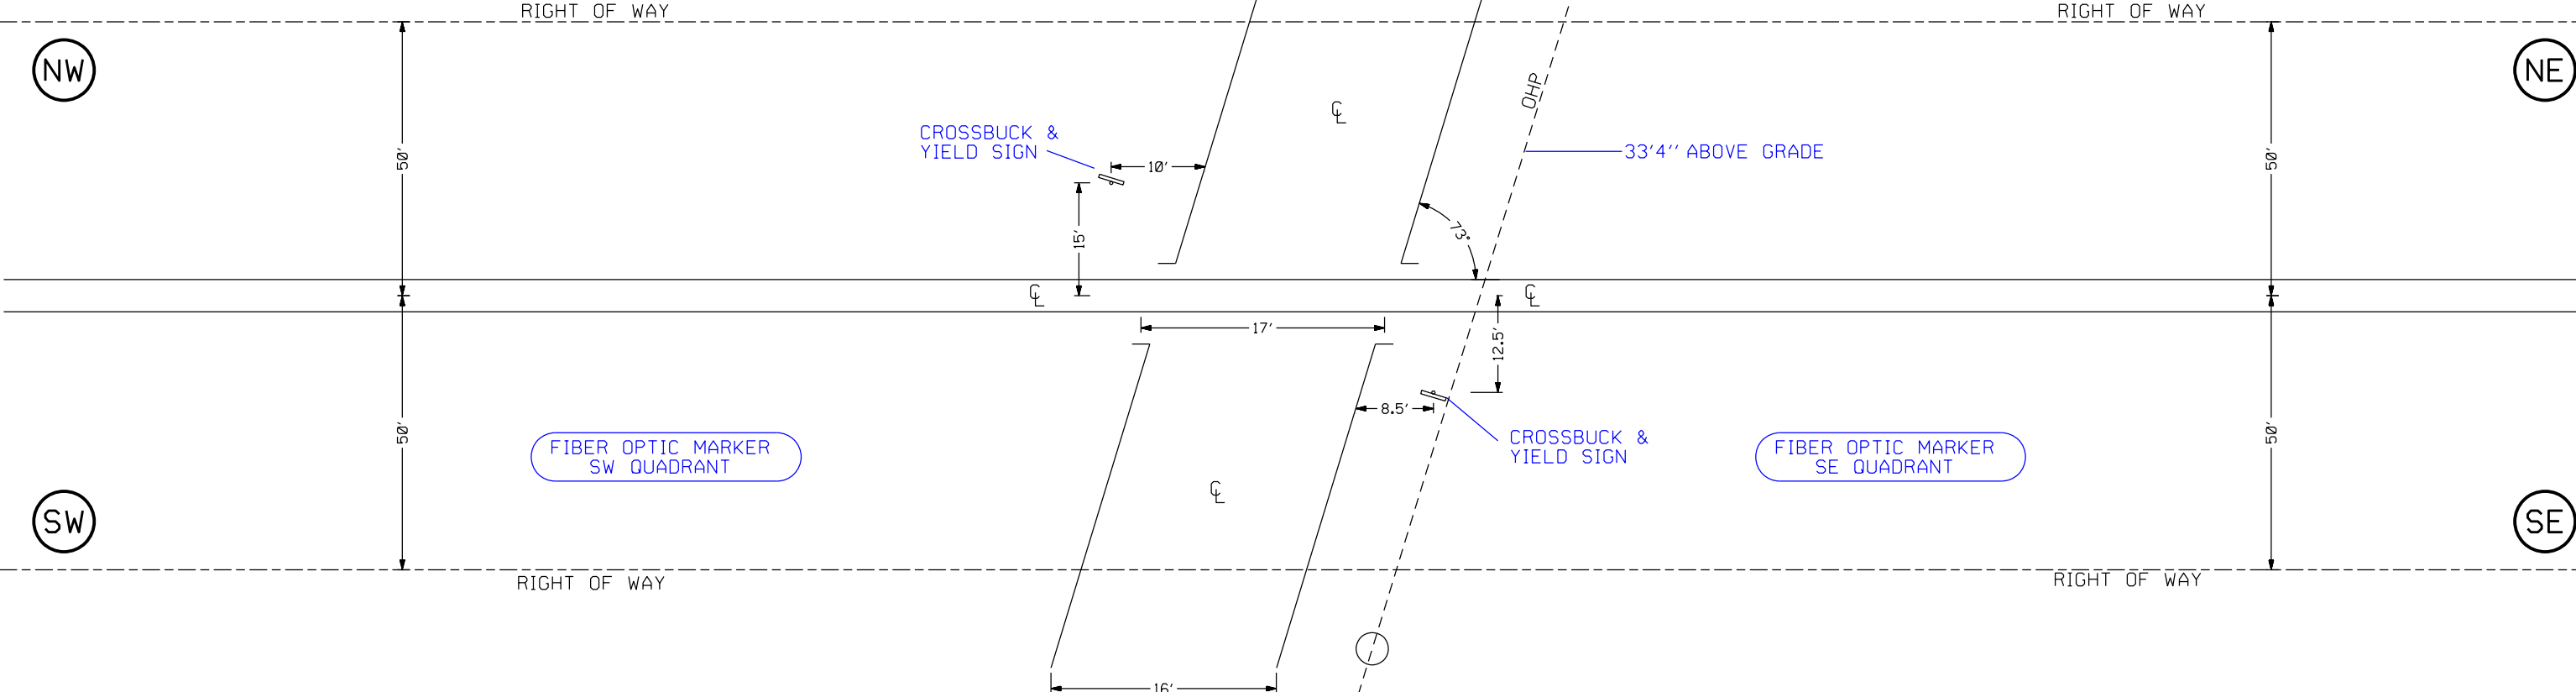 RIGHT OF WAY
RIGHT OF WAY
NW
NE
OHP
℄
CROSSBUCK &
YIELD SIGN
10'
33'4'' ABOVE GRADE
50'
50'
73°
15'
℄
℄
17'
12.5'
8.5'
50'
50'
CROSSBUCK &
YIELD SIGN
FIBER OPTIC MARKER
SW QUADRANT
FIBER OPTIC MARKER
SE QUADRANT
℄
SW
SE
RIGHT OF WAY
RIGHT OF WAY
16'